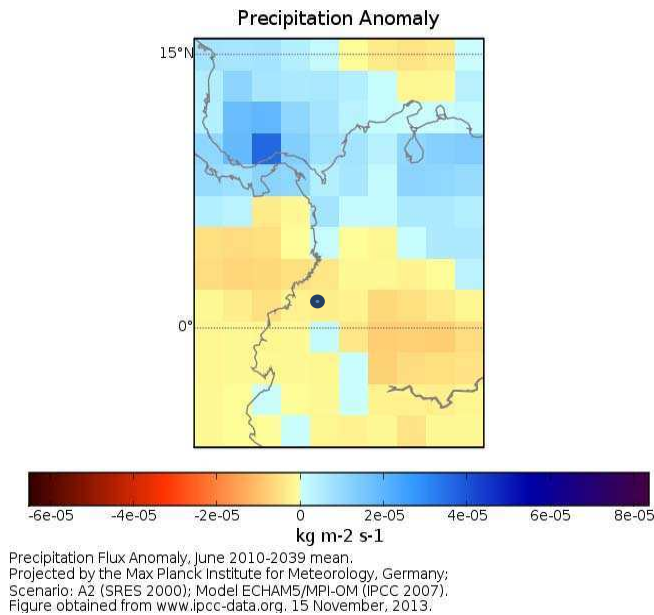 Precipitation Anomaly
15°N
0°
-6e-05 -4e-05 -2e-05 0 2e-05 4e-05 6e-05 8e-05
kg m-2 s-1
Precipitation Flux Anomaly, June 2010-2039 mean.
Projected by the Max Planck Institute for Meteorology, Germany;
Scenario: A2 (SRES 2000); Model ECHAM5/MPI-OM (IPCC 2007).
Figure obtained from www.ipcc-data.org. 15 November, 2013.